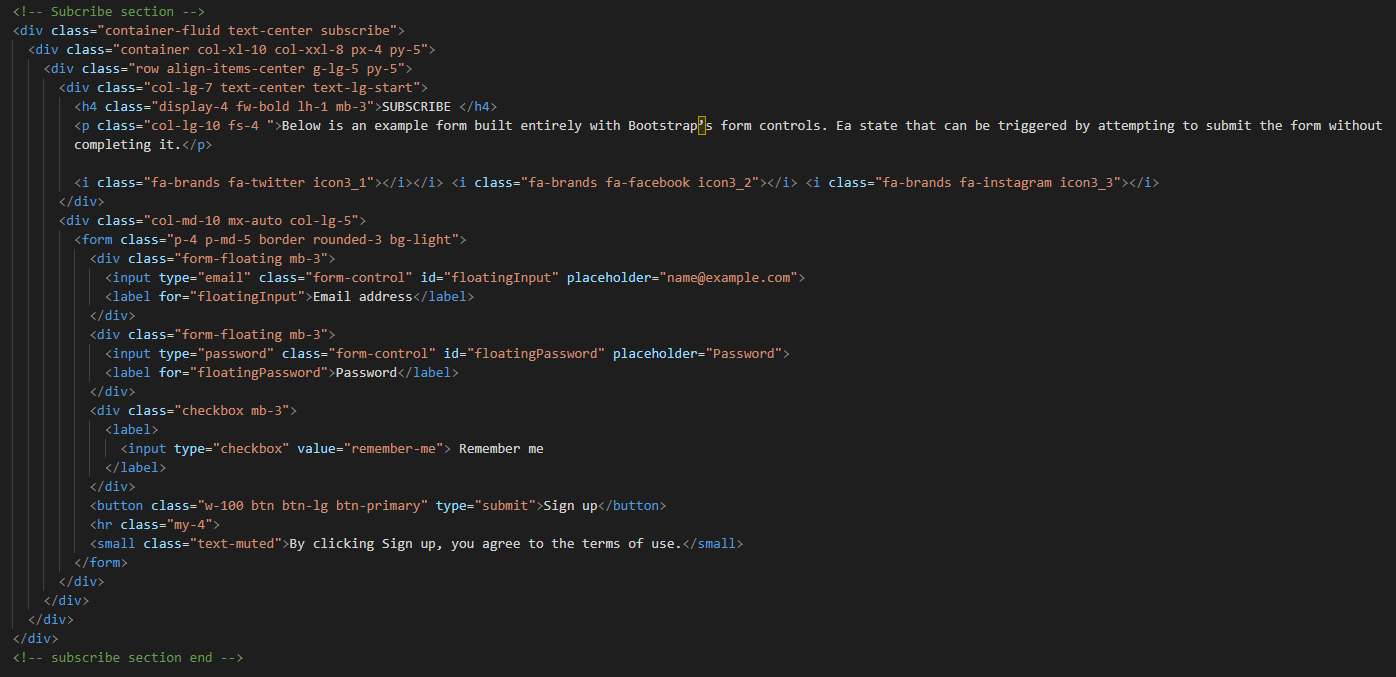 <!-- Subcribe section -->
<div class="container-fluid text-center subscribe">
<div class="container col-xl-10 col-xxl-8 px-4 py-5">
<div class="row align-items-center g-lg-5 py-5">
<div class="col-lg-7 text-center text-lg-start">
<h4 class="display-4 fw-bold lh-1 mb-3">SUBSCRIBE </h4>
<p class="col-lg-10 fs-4 ">Below is an example form built entirely with Bootstrap’s form controls. Ea state that can be triggered by attempting to submit the form without
completing it.</p>
<i class="fa-brands fa-twitter icon3_1"></i></i> <i class="fa-brands fa-facebook icon3_2"></i> <i class="fa-brands fa-instagram icon3_3"></i>
</div>
<div class="col-md-10 mx-auto col-lg-5">
<form class="p-4 p-md-5 border rounded-3 bg-light">
<div class="form-floating mb-3">
<input type="email" class="form-control" id="floatingInput" placeholder="name@example.com">
<label for="floatingInput">Email address</label>
</div>
<div class="form-floating mb-3">
<input type="password" class="form-control" id="floatingPassword" placeholder="Password">
<label for="floatingPassword">Password</label>
</div>
<div class="checkbox mb-3">
<label>
<input type="checkbox" value="remember-me"> Remember me
</label>
</div>
<button class="w-100 btn btn-lg btn-primary" type="submit">Sign up</button>
<hr class="my-4">
<small class="text-muted">By clicking Sign up, you agree to the terms of use.</small>
</form>
</div>
</div>
</div>
</div>
<!-- subscribe section end -->